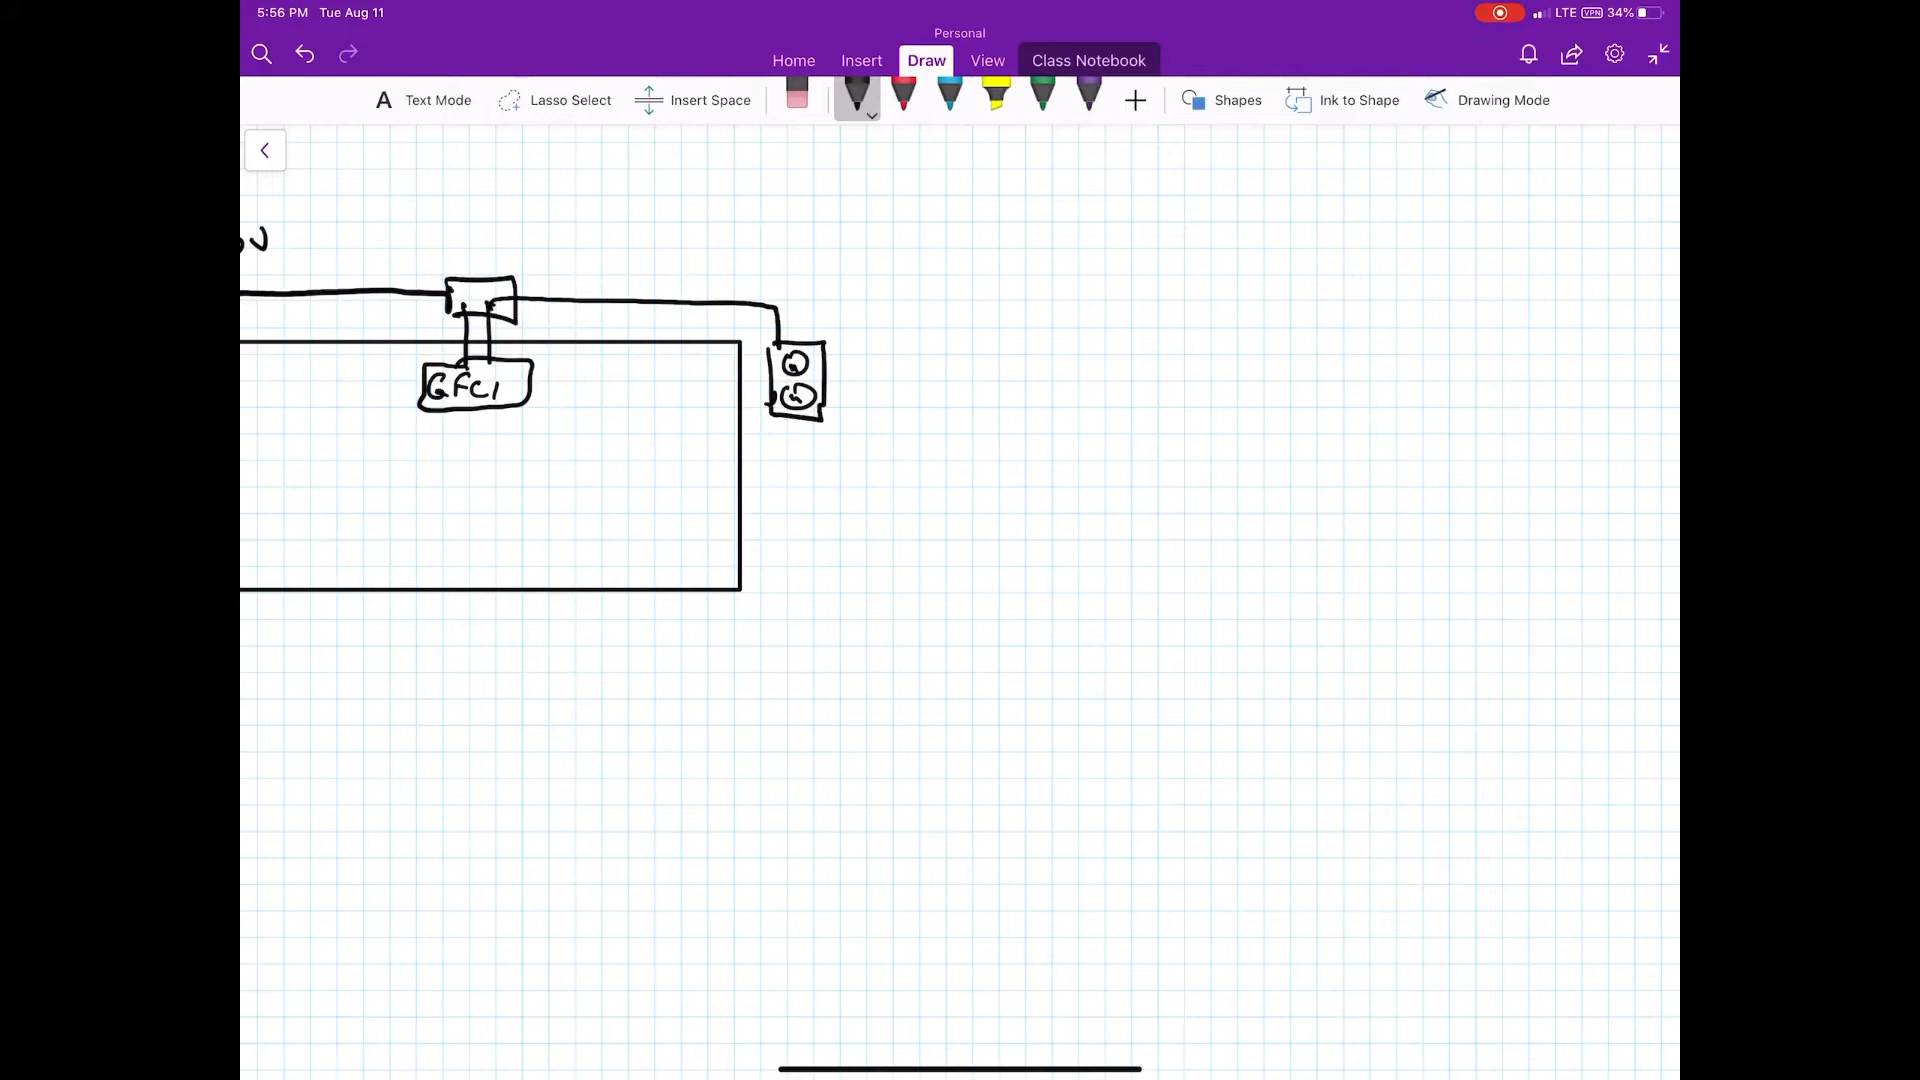 5:56 PM Tue Aug 11
LTE VPN 34%
Personal
Home Insert Draw View Class Notebook
A Text Mode Lasso Select Insert Space Shapes Ink to Shape Drawing Mode
V
GFCI